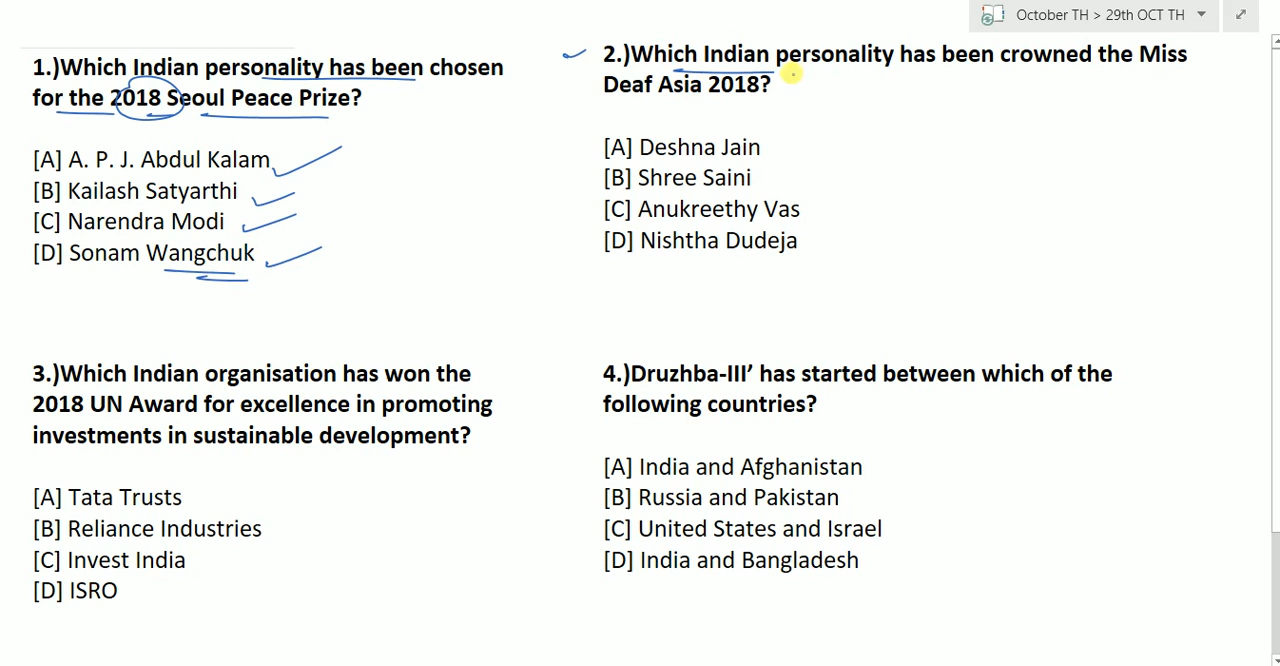 October TH > 29th OCT TH
1.)Which Indian personality has been chosen
for the 2018 Seoul Peace Prize?
[A] A. P. J. Abdul Kalam
[B] Kailash Satyarthi
[C] Narendra Modi
[D] Sonam Wangchuk
2.)Which Indian personality has been crowned the Miss
Deaf Asia 2018?
[A] Deshna Jain
[B] Shree Saini
[C] Anukreethy Vas
[D] Nishtha Dudeja
3.)Which Indian organisation has won the
2018 UN Award for excellence in promoting
investments in sustainable development?
[A] Tata Trusts
[B] Reliance Industries
[C] Invest India
[D] ISRO
4.)Druzhba-III’ has started between which of the
following countries?
[A] India and Afghanistan
[B] Russia and Pakistan
[C] United States and Israel
[D] India and Bangladesh